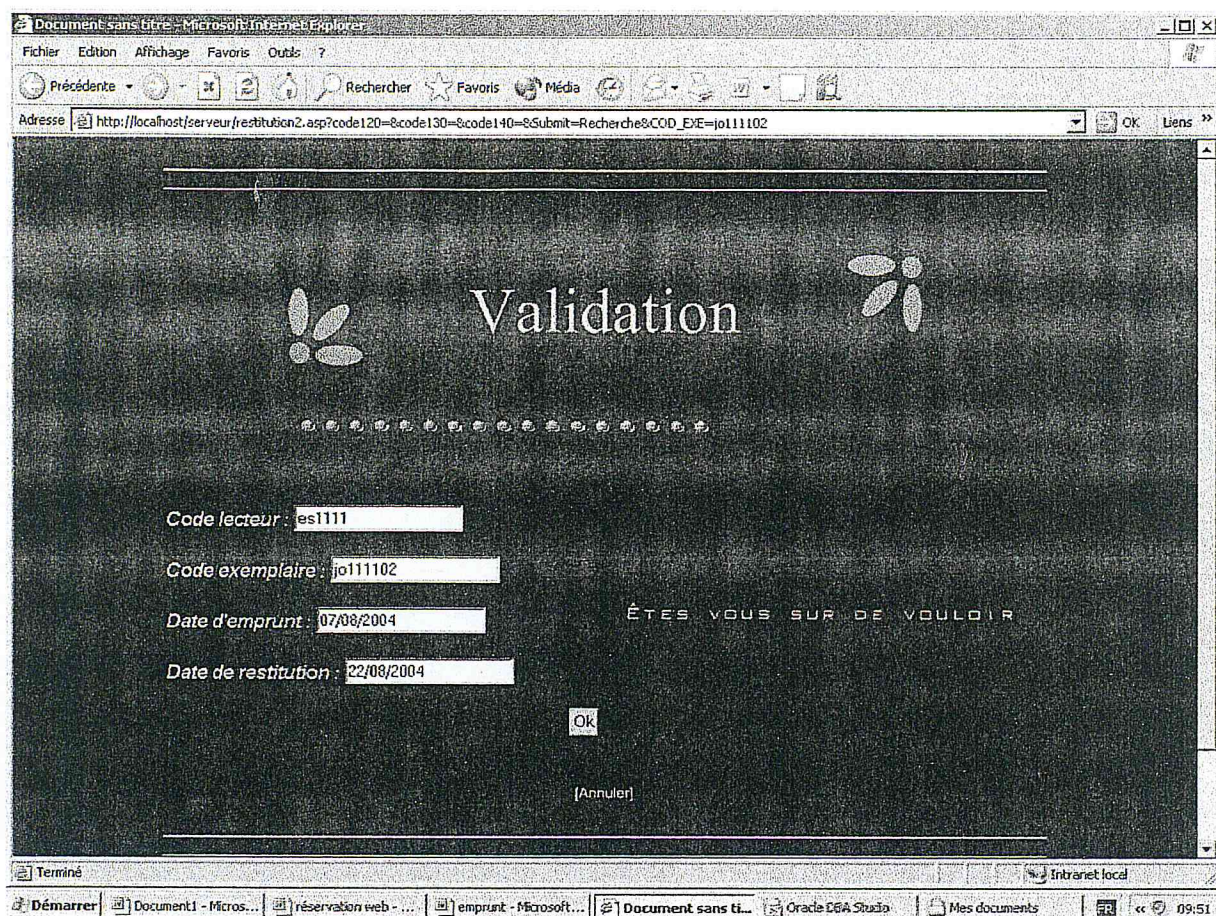 Document sans titre - Microsoft Internet Explorer
Fichier Edition Affichage Favoris Outils ?
Précédente Rechercher Favoris Média
Adresse http://localhost/serveur/restitution2.asp?code120=&code130=&code140=&Submit=Recherche&COD_EXE=jo111102 OK Liens »
Validation
Code lecteur : es1111
Code exemplaire : jo111102
Date d'emprunt : 07/08/2004
ÊTES VOUS SUR DE VOULOIR
Date de restitution : 22/08/2004
Ok
[Annuler]
Terminé Intranet local
Démarrer Document1 - Micros... réservation web - ... emprunt - Microsoft... Document sans ti... Oracle DBA Studio Mes documents « 09:51